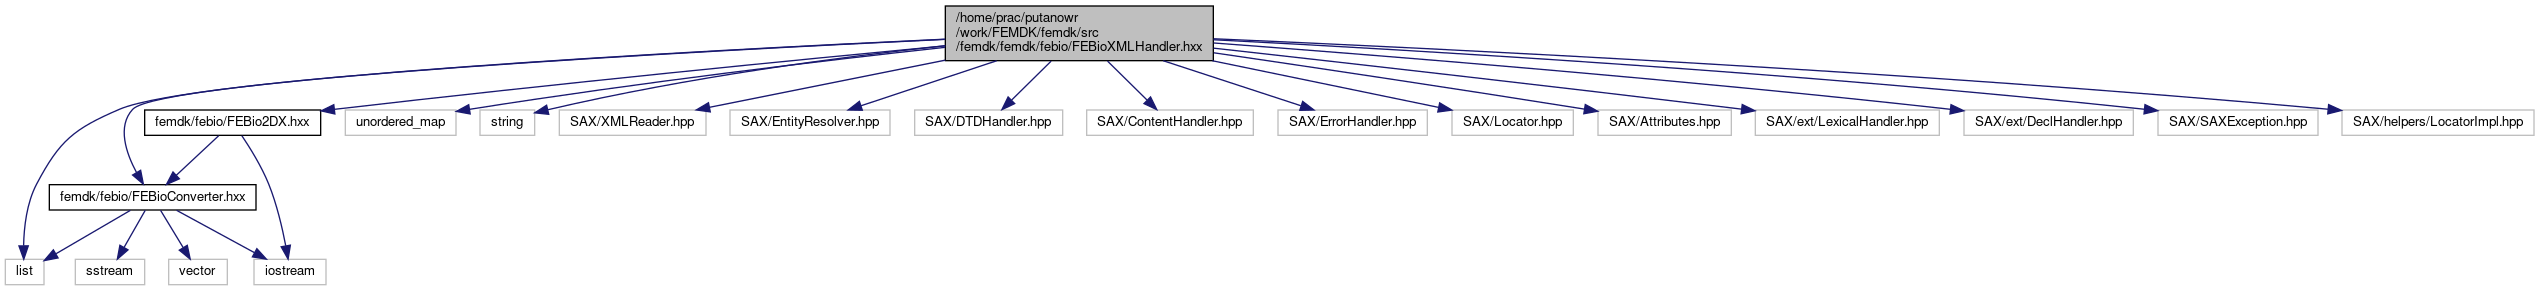 /home/prac/putanowr
/work/FEMDK/femdk/src
/femdk/femdk/febio/FEBioXMLHandler.hxx
femdk/febio/FEBio2DX.hxx
unordered_map
string
SAX/XMLReader.hpp
SAX/EntityResolver.hpp
SAX/DTDHandler.hpp
SAX/ContentHandler.hpp
SAX/ErrorHandler.hpp
SAX/Locator.hpp
SAX/Attributes.hpp
SAX/ext/LexicalHandler.hpp
SAX/ext/DeclHandler.hpp
SAX/SAXException.hpp
SAX/helpers/LocatorImpl.hpp
femdk/febio/FEBioConverter.hxx
list
sstream
vector
iostream